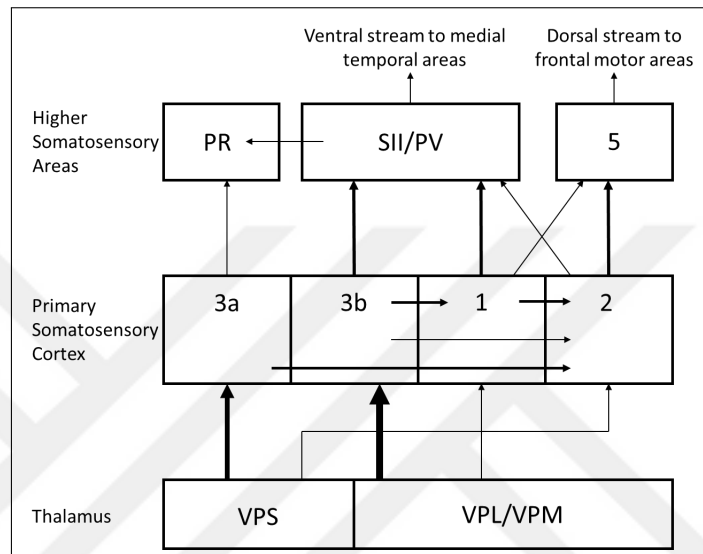 Ventral stream to medial
temporal areas
Dorsal stream to
frontal motor areas
Higher
Somatosensory
Areas
PR
SII/PV
5
Primary
Somatosensory
Cortex
3a
3b
1
2
Thalamus
VPS
VPL/VPM